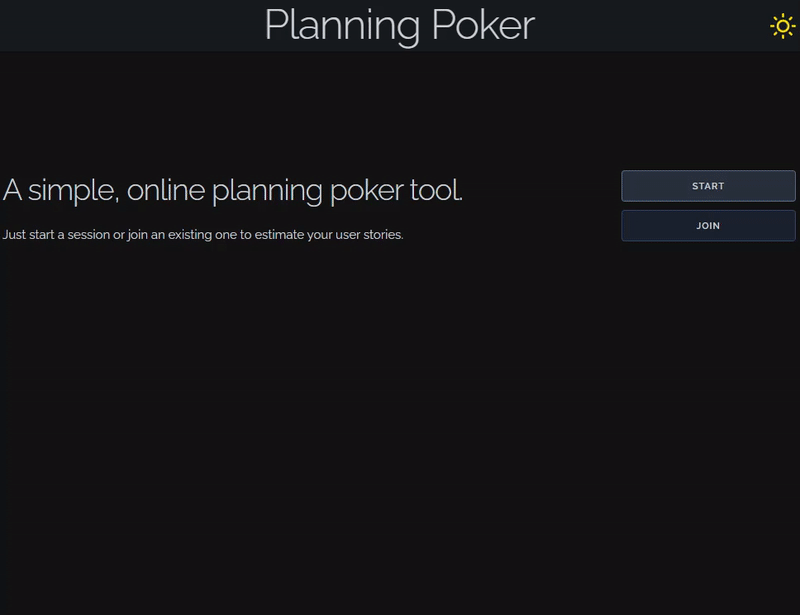 Planning Poker
A simple, online planning poker tool.
Just start a session or join an existing one to estimate your user stories.
START
JOIN